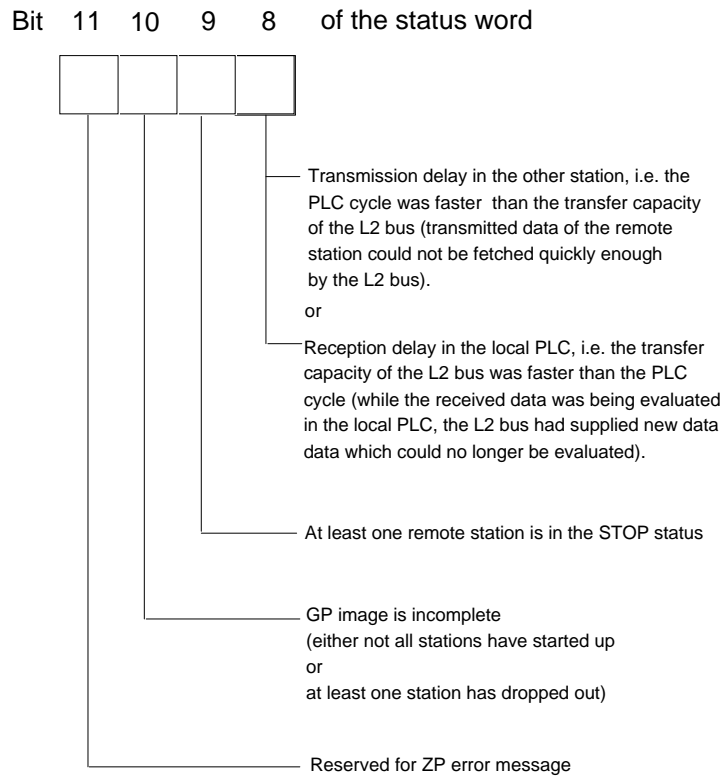 Bit 11 10 9 8 of the status word
Transmission delay in the other station, i.e. the
PLC cycle was faster than the transfer capacity
of the L2 bus (transmitted data of the remote
station could not be fetched quickly enough
by the L2 bus).
or
Reception delay in the local PLC, i.e. the transfer
capacity of the L2 bus was faster than the PLC
cycle (while the received data was being evaluated
in the local PLC, the L2 bus had supplied new data
data which could no longer be evaluated).
At least one remote station is in the STOP status
GP image is incomplete
(either not all stations have started up
or
at least one station has dropped out)
Reserved for ZP error message